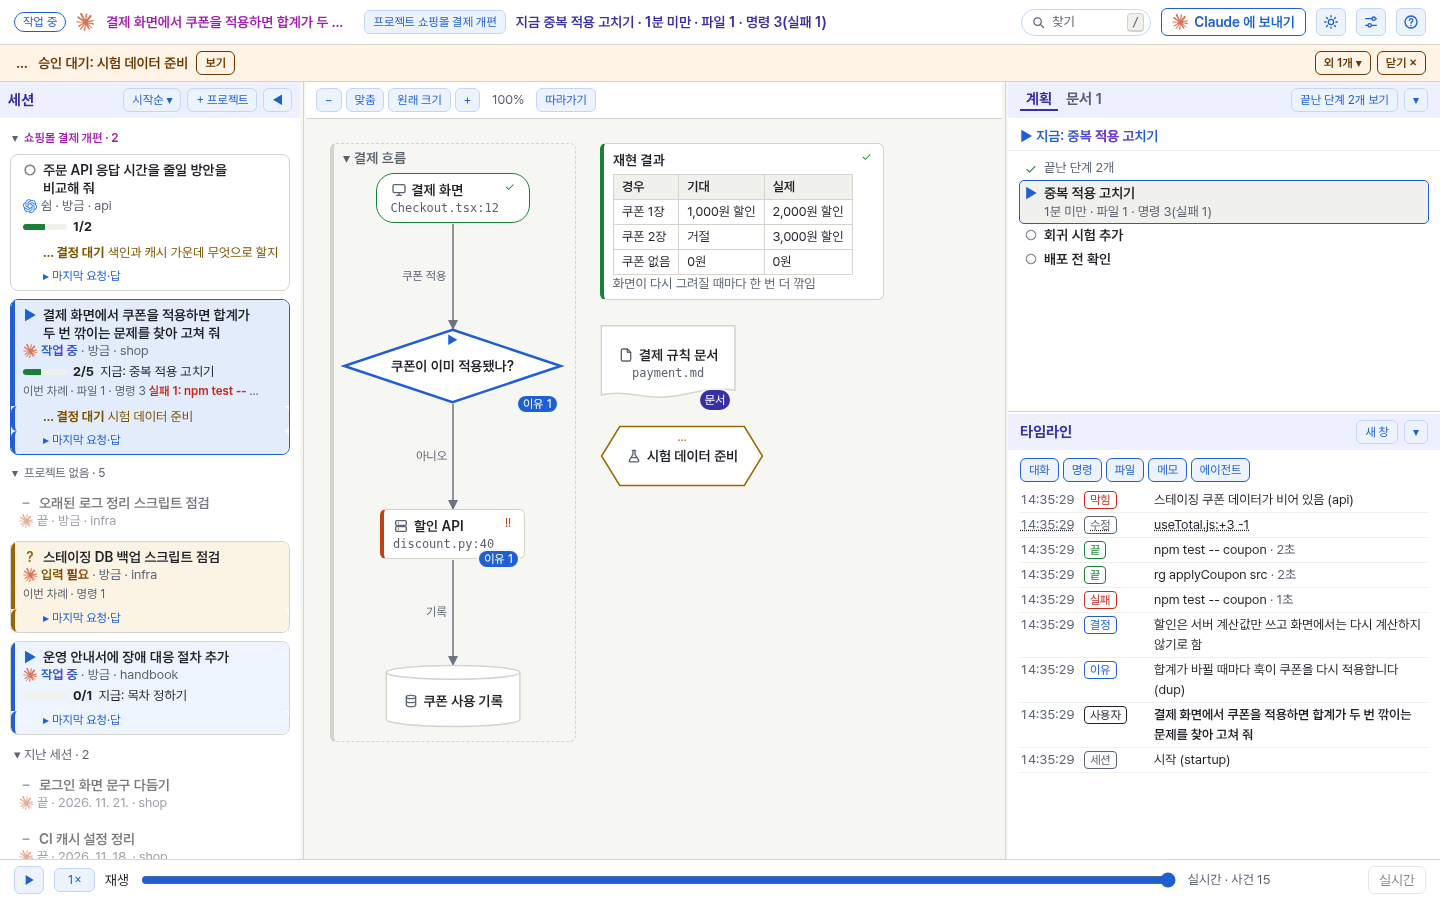 작업 중 결제 화면에서 쿠폰을 적용하면 합계가 두 ... 프로젝트 쇼핑몰 결제 개편 지금 중복 적용 고치기 · 1분 미만 · 파일 1 · 명령 3(실패 1) 찾기 / Claude 에 보내기
... 승인 대기: 시험 데이터 준비 보기 외 1개 ▾ 닫기 ×
세션 시작순 ▾ + 프로젝트 ◀
▾ 쇼핑몰 결제 개편 · 2
주문 API 응답 시간을 줄일 방안을
비교해 줘
쉼 · 방금 · api
1/2
... 결정 대기 색인과 캐시 가운데 무엇으로 할지
▸ 마지막 요청·답
결제 화면에서 쿠폰을 적용하면 합계가
두 번 깎이는 문제를 찾아 고쳐 줘
작업 중 · 방금 · shop
2/5 지금: 중복 적용 고치기
이번 차례 · 파일 1 · 명령 3 실패 1: npm test -- ...
... 결정 대기 시험 데이터 준비
▸ 마지막 요청·답
▾ 프로젝트 없음 · 5
– 오래된 로그 정리 스크립트 점검
끝 · 방금 · infra
? 스테이징 DB 백업 스크립트 점검
입력 필요 · 방금 · infra
이번 차례 · 명령 1
▸ 마지막 요청·답
운영 안내서에 장애 대응 절차 추가
작업 중 · 방금 · handbook
0/1 지금: 목차 정하기
▸ 마지막 요청·답
▾ 지난 세션 · 2
– 로그인 화면 문구 다듬기
끝 · 2026. 11. 21. · shop
– CI 캐시 설정 정리
끝 · 2026. 11. 18. · shop
− 맞춤 원래 크기 + 100% 따라가기
▾ 결제 흐름
결제 화면 ✓
Checkout.tsx:12
쿠폰 적용
쿠폰이 이미 적용됐나?
이유 1
아니오
할인 API !!
discount.py:40
이유 1
기록
쿠폰 사용 기록
재현 결과 ✓
경우 기대 실제
쿠폰 1장 1,000원 할인 2,000원 할인
쿠폰 2장 거절 3,000원 할인
쿠폰 없음 0원 0원
화면이 다시 그려질 때마다 한 번 더 깎임
결제 규칙 문서
payment.md
문서
...
시험 데이터 준비
계획 문서 1 끝난 단계 2개 보기 ▾
▶ 지금: 중복 적용 고치기
✓ 끝난 단계 2개
▶ 중복 적용 고치기
1분 미만 · 파일 1 · 명령 3(실패 1)
회귀 시험 추가
배포 전 확인
타임라인 새 창 ▾
대화 명령 파일 메모 에이전트
14:35:29 막힘 스테이징 쿠폰 데이터가 비어 있음 (api)
14:35:29 수정 useTotal.js:+3 -1
14:35:29 끝 npm test -- coupon · 2초
14:35:29 끝 rg applyCoupon src · 2초
14:35:29 실패 npm test -- coupon · 1초
14:35:29 결정 할인은 서버 계산값만 쓰고 화면에서는 다시 계산하지
않기로 함
14:35:29 이유 합계가 바뀔 때마다 훅이 쿠폰을 다시 적용합니다
(dup)
14:35:29 사용자 결제 화면에서 쿠폰을 적용하면 합계가 두 번 깎이는
문제를 찾아 고쳐 줘
14:35:29 세션 시작 (startup)
▶ 1× 재생 실시간 · 사건 15 실시간